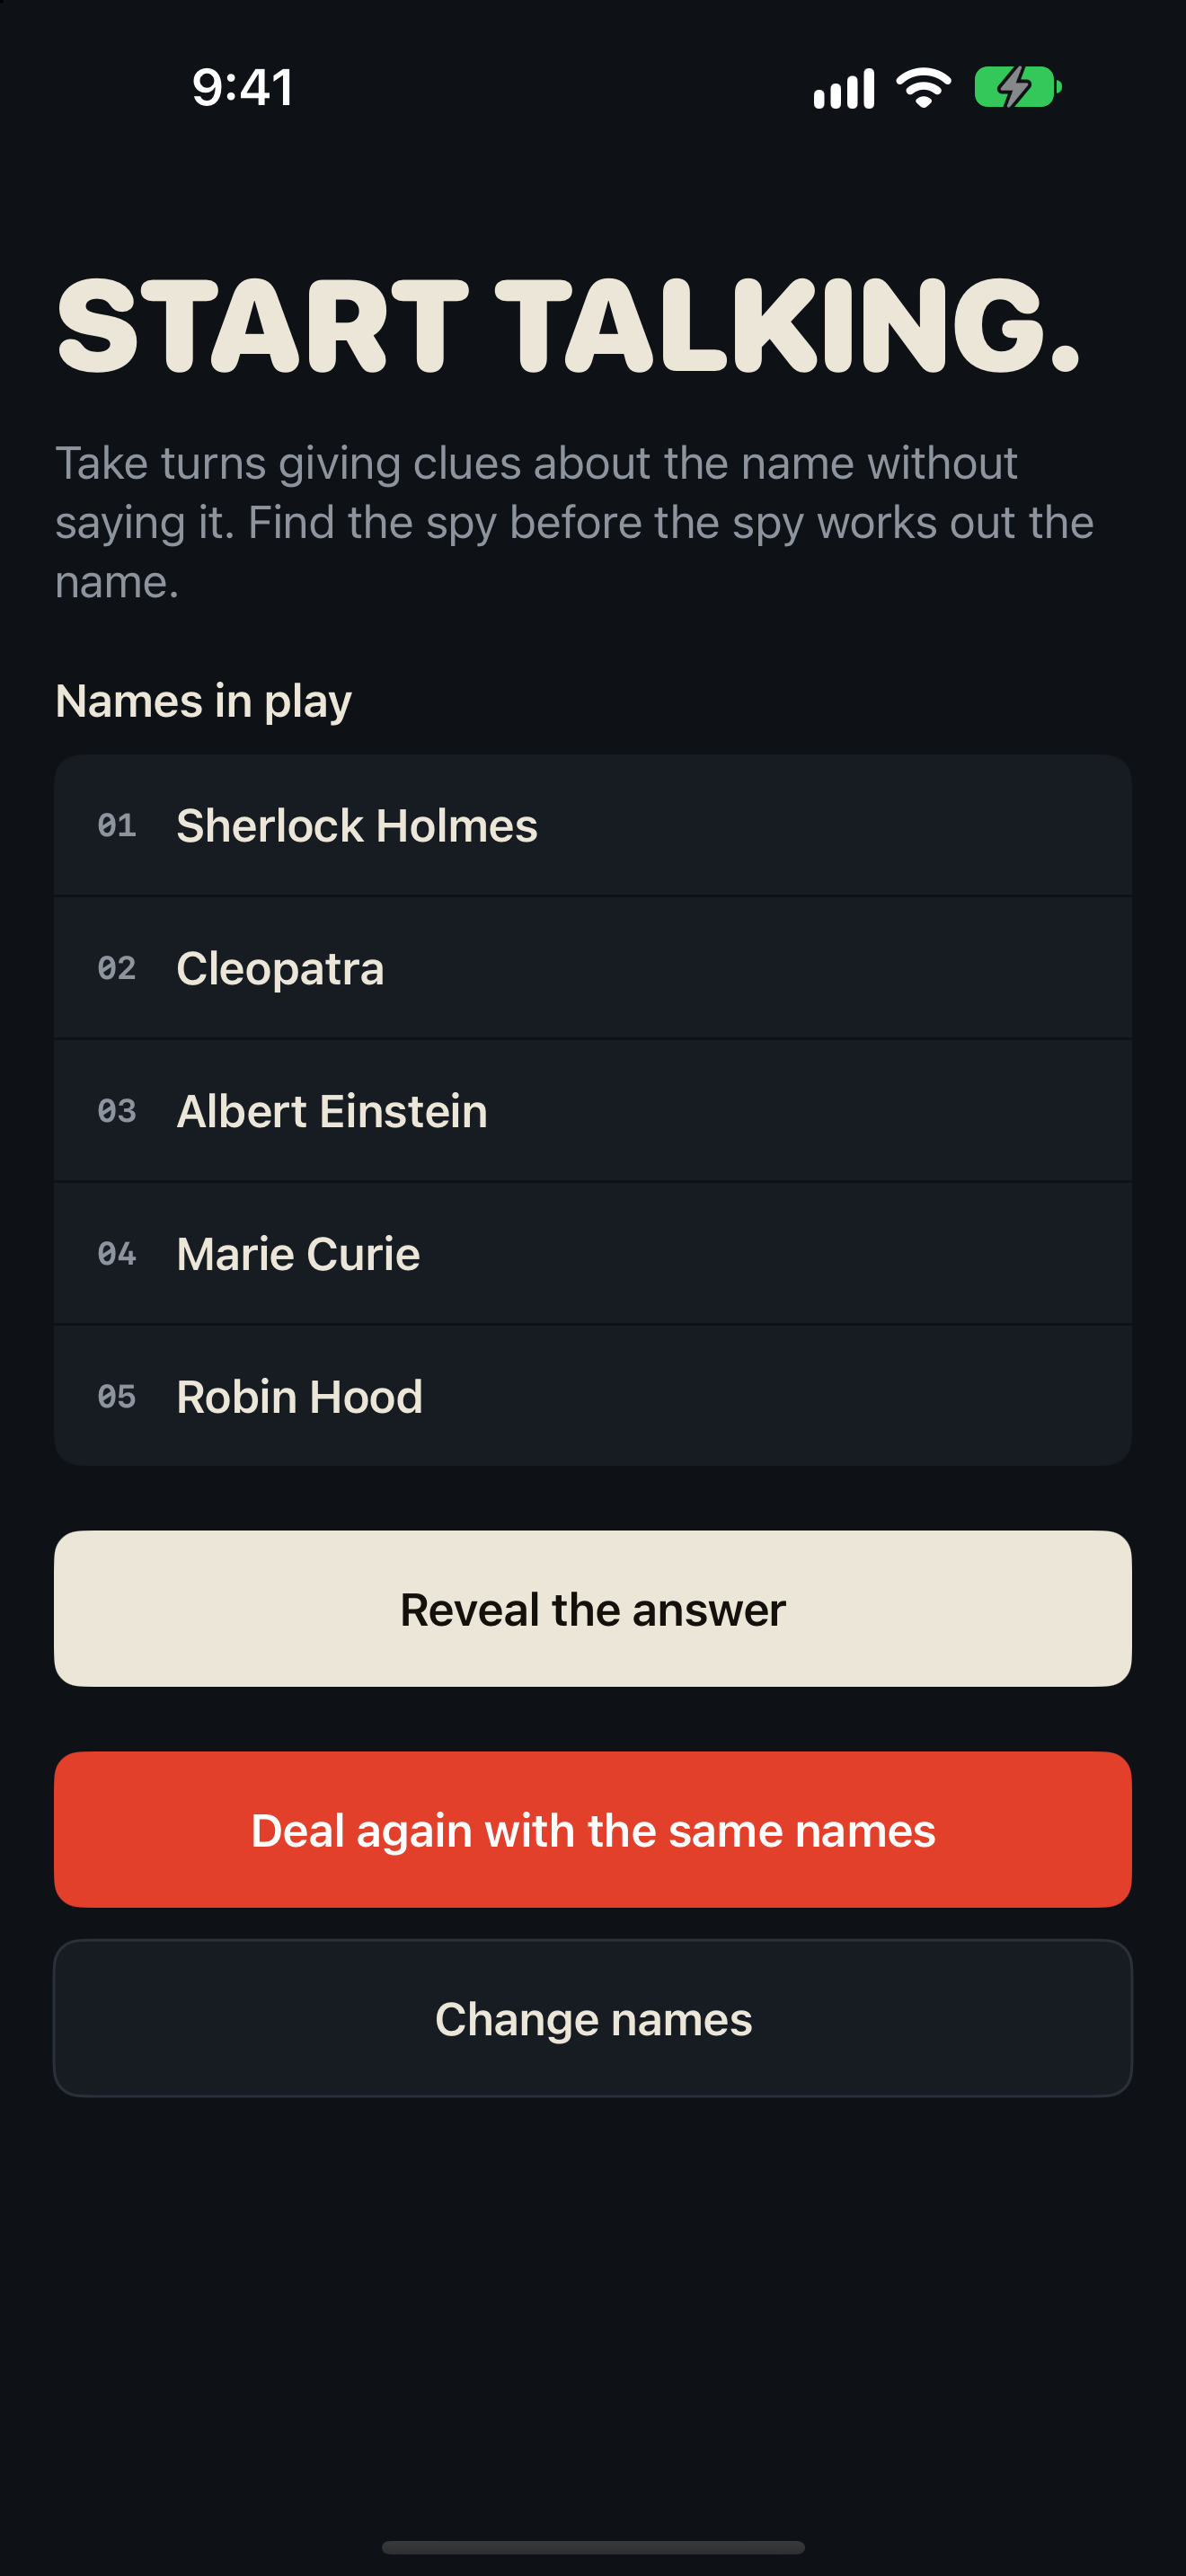 9:41
START TALKING.
Take turns giving clues about the name without
saying it. Find the spy before the spy works out the
name.
Names in play
01 Sherlock Holmes
02 Cleopatra
03 Albert Einstein
04 Marie Curie
05 Robin Hood
Reveal the answer
Deal again with the same names
Change names